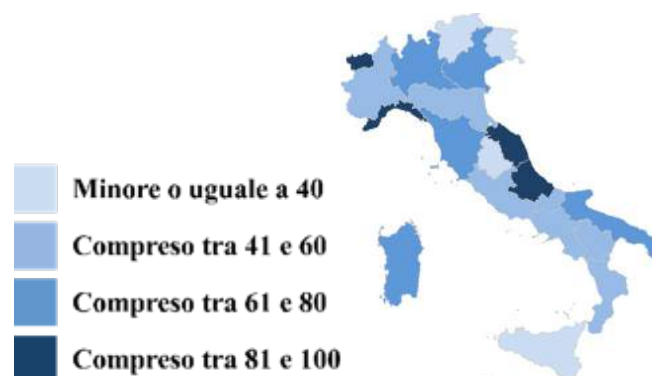 Minore o uguale a 40
Compreso tra 41 e 60
Compreso tra 61 e 80
Compreso tra 81 e 100